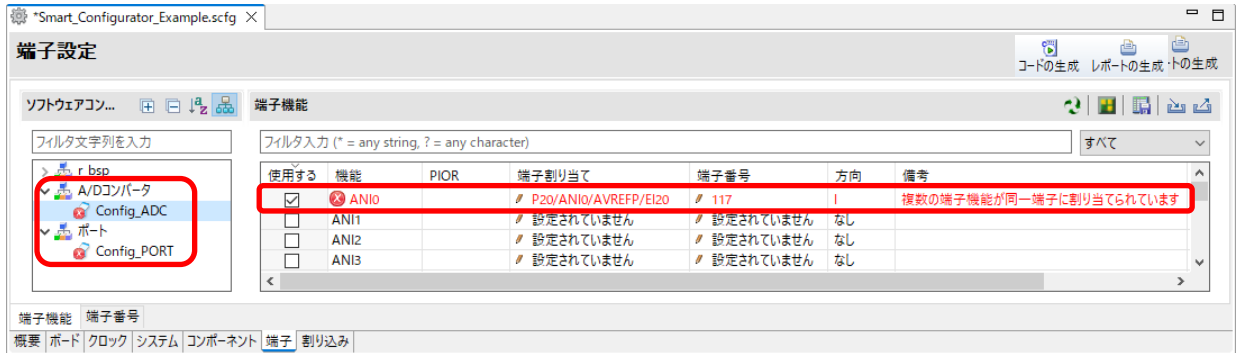 *Smart_Configurator_Example.scfg
端子設定
コードの生成 レポートの生成 トの生成
ソフトウェアコン...
端子機能
フィルタ文字列を入力
フィルタ入力 (* = any string, ? = any character)
すべて
r_bsp
A/Dコンバータ
Config_ADC
ポート
Config_PORT
使用する 機能 PIOR 端子割り当て 端子番号 方向 備考
ANI0 P20/ANI0/AVREFP/EI20 117 I 複数の端子機能が同一端子に割り当てられています
ANI1 設定されていません 設定されていません なし
ANI2 設定されていません 設定されていません なし
ANI3 設定されていません 設定されていません なし
端子機能 端子番号
概要 ボード クロック システム コンポーネント 端子 割り込み